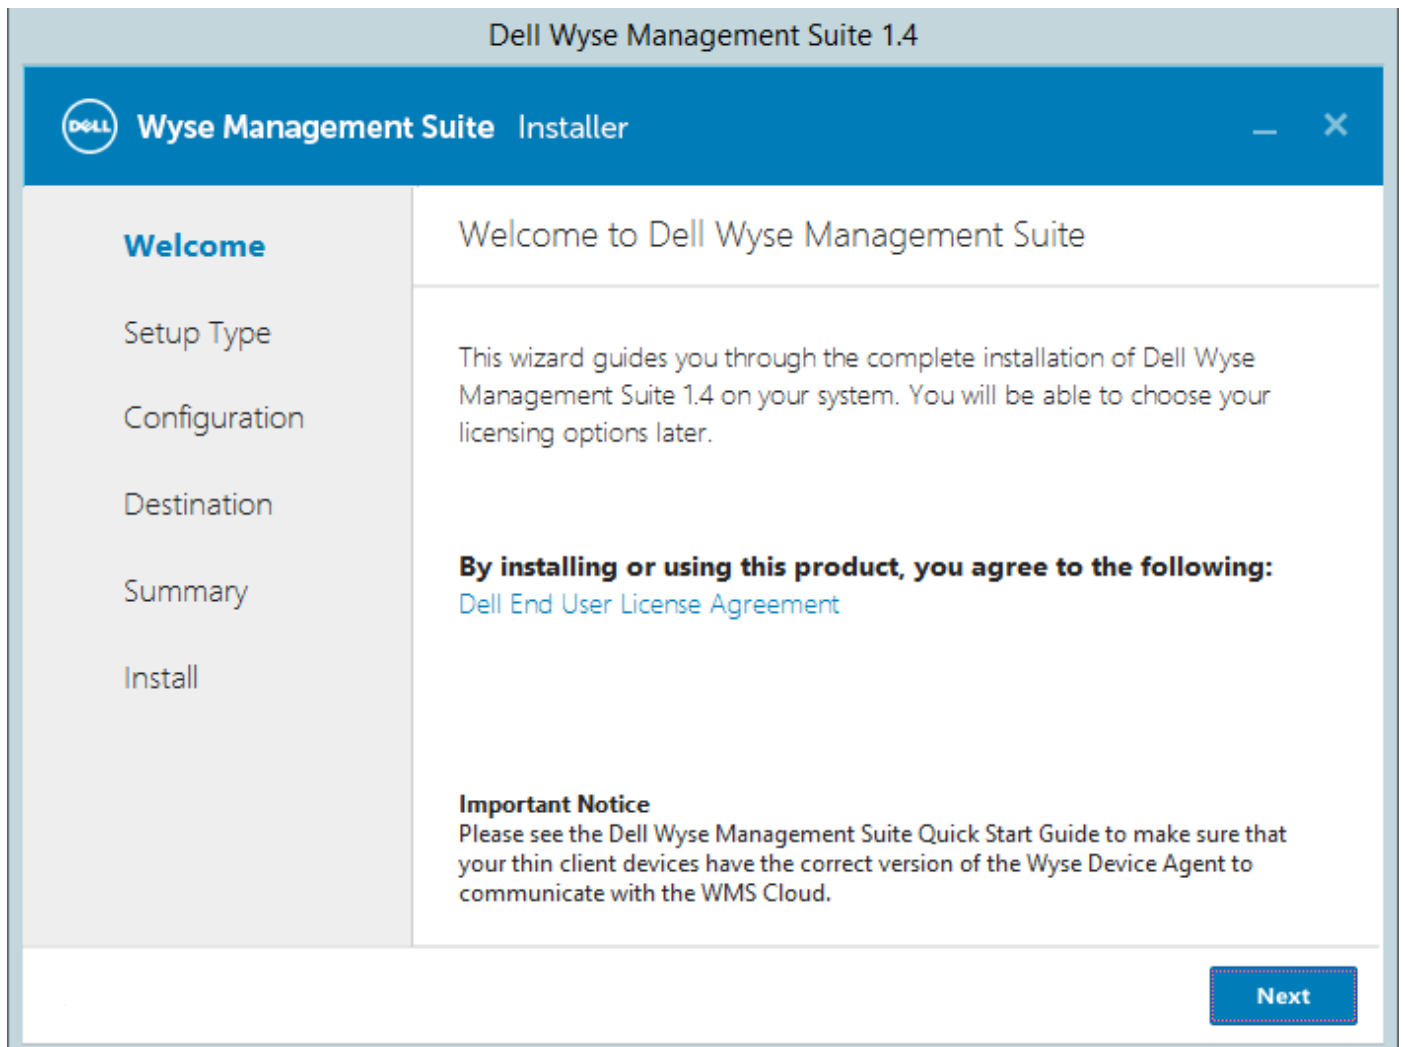 Dell Wyse Management Suite 1.4
DELL Wyse Management Suite Installer
Welcome
Setup Type
Configuration
Destination
Summary
Install
Welcome to Dell Wyse Management Suite
This wizard guides you through the complete installation of Dell Wyse
Management Suite 1.4 on your system. You will be able to choose your
licensing options later.
By installing or using this product, you agree to the following:
Dell End User License Agreement
Important Notice
Please see the Dell Wyse Management Suite Quick Start Guide to make sure that
your thin client devices have the correct version of the Wyse Device Agent to
communicate with the WMS Cloud.
Next